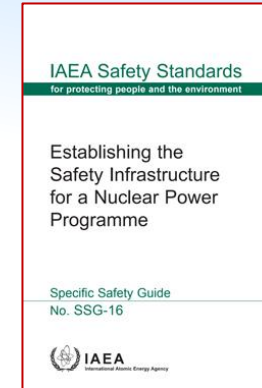 IAEA Safety Standards
for protecting people and the environment
Establishing the
Safety Infrastructure
for a Nuclear Power
Programme
Specific Safety Guide
No. SSG-16
IAEA
International Atomic Energy Agency